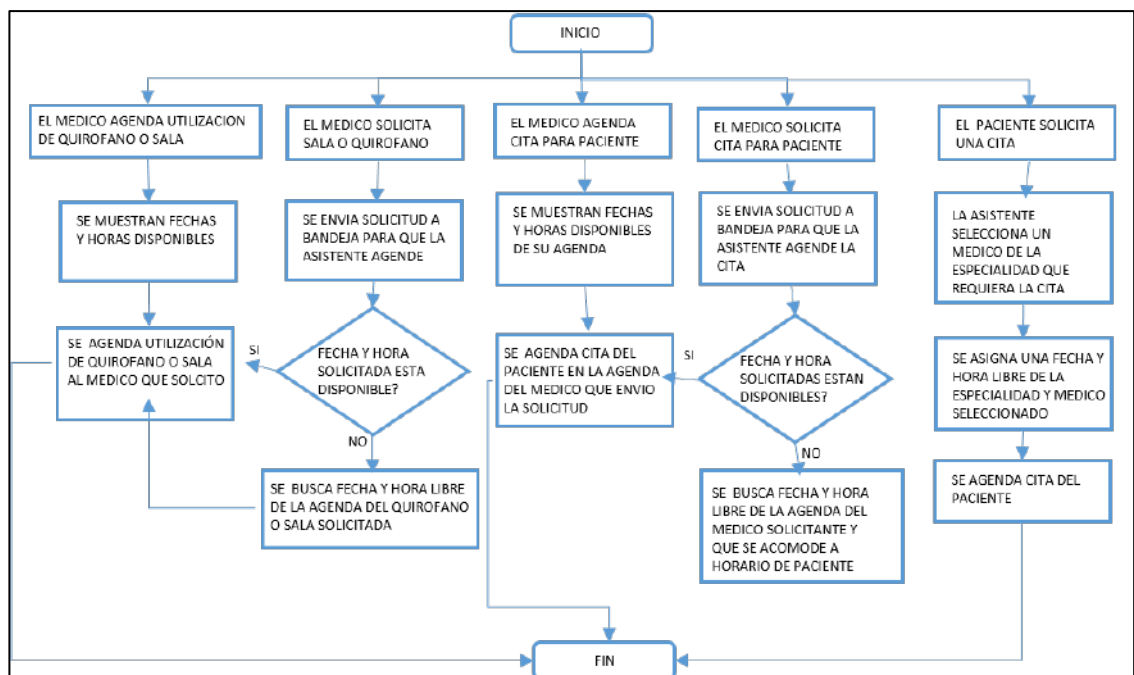 INICIO
EL MEDICO AGENDA UTILIZACION
DE QUIROFANO O SALA
EL MEDICO SOLICITA
SALA O QUIROFANO
EL MEDICO AGENDA
CITA PARA PACIENTE
EL MEDICO SOLICITA
CITA PARA PACIENTE
EL PACIENTE SOLICITA
UNA CITA
SE MUESTRAN FECHAS
Y HORAS DISPONIBLES
SE ENVIA SOLICITUD A
BANDEJA PARA QUE LA
ASISTENTE AGENDE
SE MUESTRAN FECHAS
Y HORAS DISPONIBLES
DE SU AGENDA
SE ENVIA SOLICITUD A
BANDEJA PARA QUE LA
ASISTENTE AGENDE LA
CITA
LA ASISTENTE
SELECCIONA UN
MEDICO DE LA
ESPECIALIDAD QUE
REQUIERA LA CITA
SE AGENDA UTILIZACIÓN
DE QUIROFANO O SALA
AL MEDICO QUE SOLCITO
SI
FECHA Y HORA
SOLICITADA ESTA
DISPONIBLE?
NO
SE AGENDA CITA DEL
PACIENTE EN LA AGENDA
DEL MEDICO QUE ENVIO
LA SOLICITUD
SI
FECHA Y HORA
SOLICITADAS ESTAN
DISPONIBLES?
NO
SE ASIGNA UNA FECHA Y
HORA LIBRE DE LA
ESPECIALIDAD Y MEDICO
SELECCIONADO
SE BUSCA FECHA Y HORA LIBRE
DE LA AGENDA DEL QUIROFANO
O SALA SOLICITADA
SE BUSCA FECHA Y HORA
LIBRE DE LA AGENDA DEL
MEDICO SOLICITANTE Y
QUE SE ACOMODE A
HORARIO DE PACIENTE
SE AGENDA CITA DEL
PACIENTE
FIN